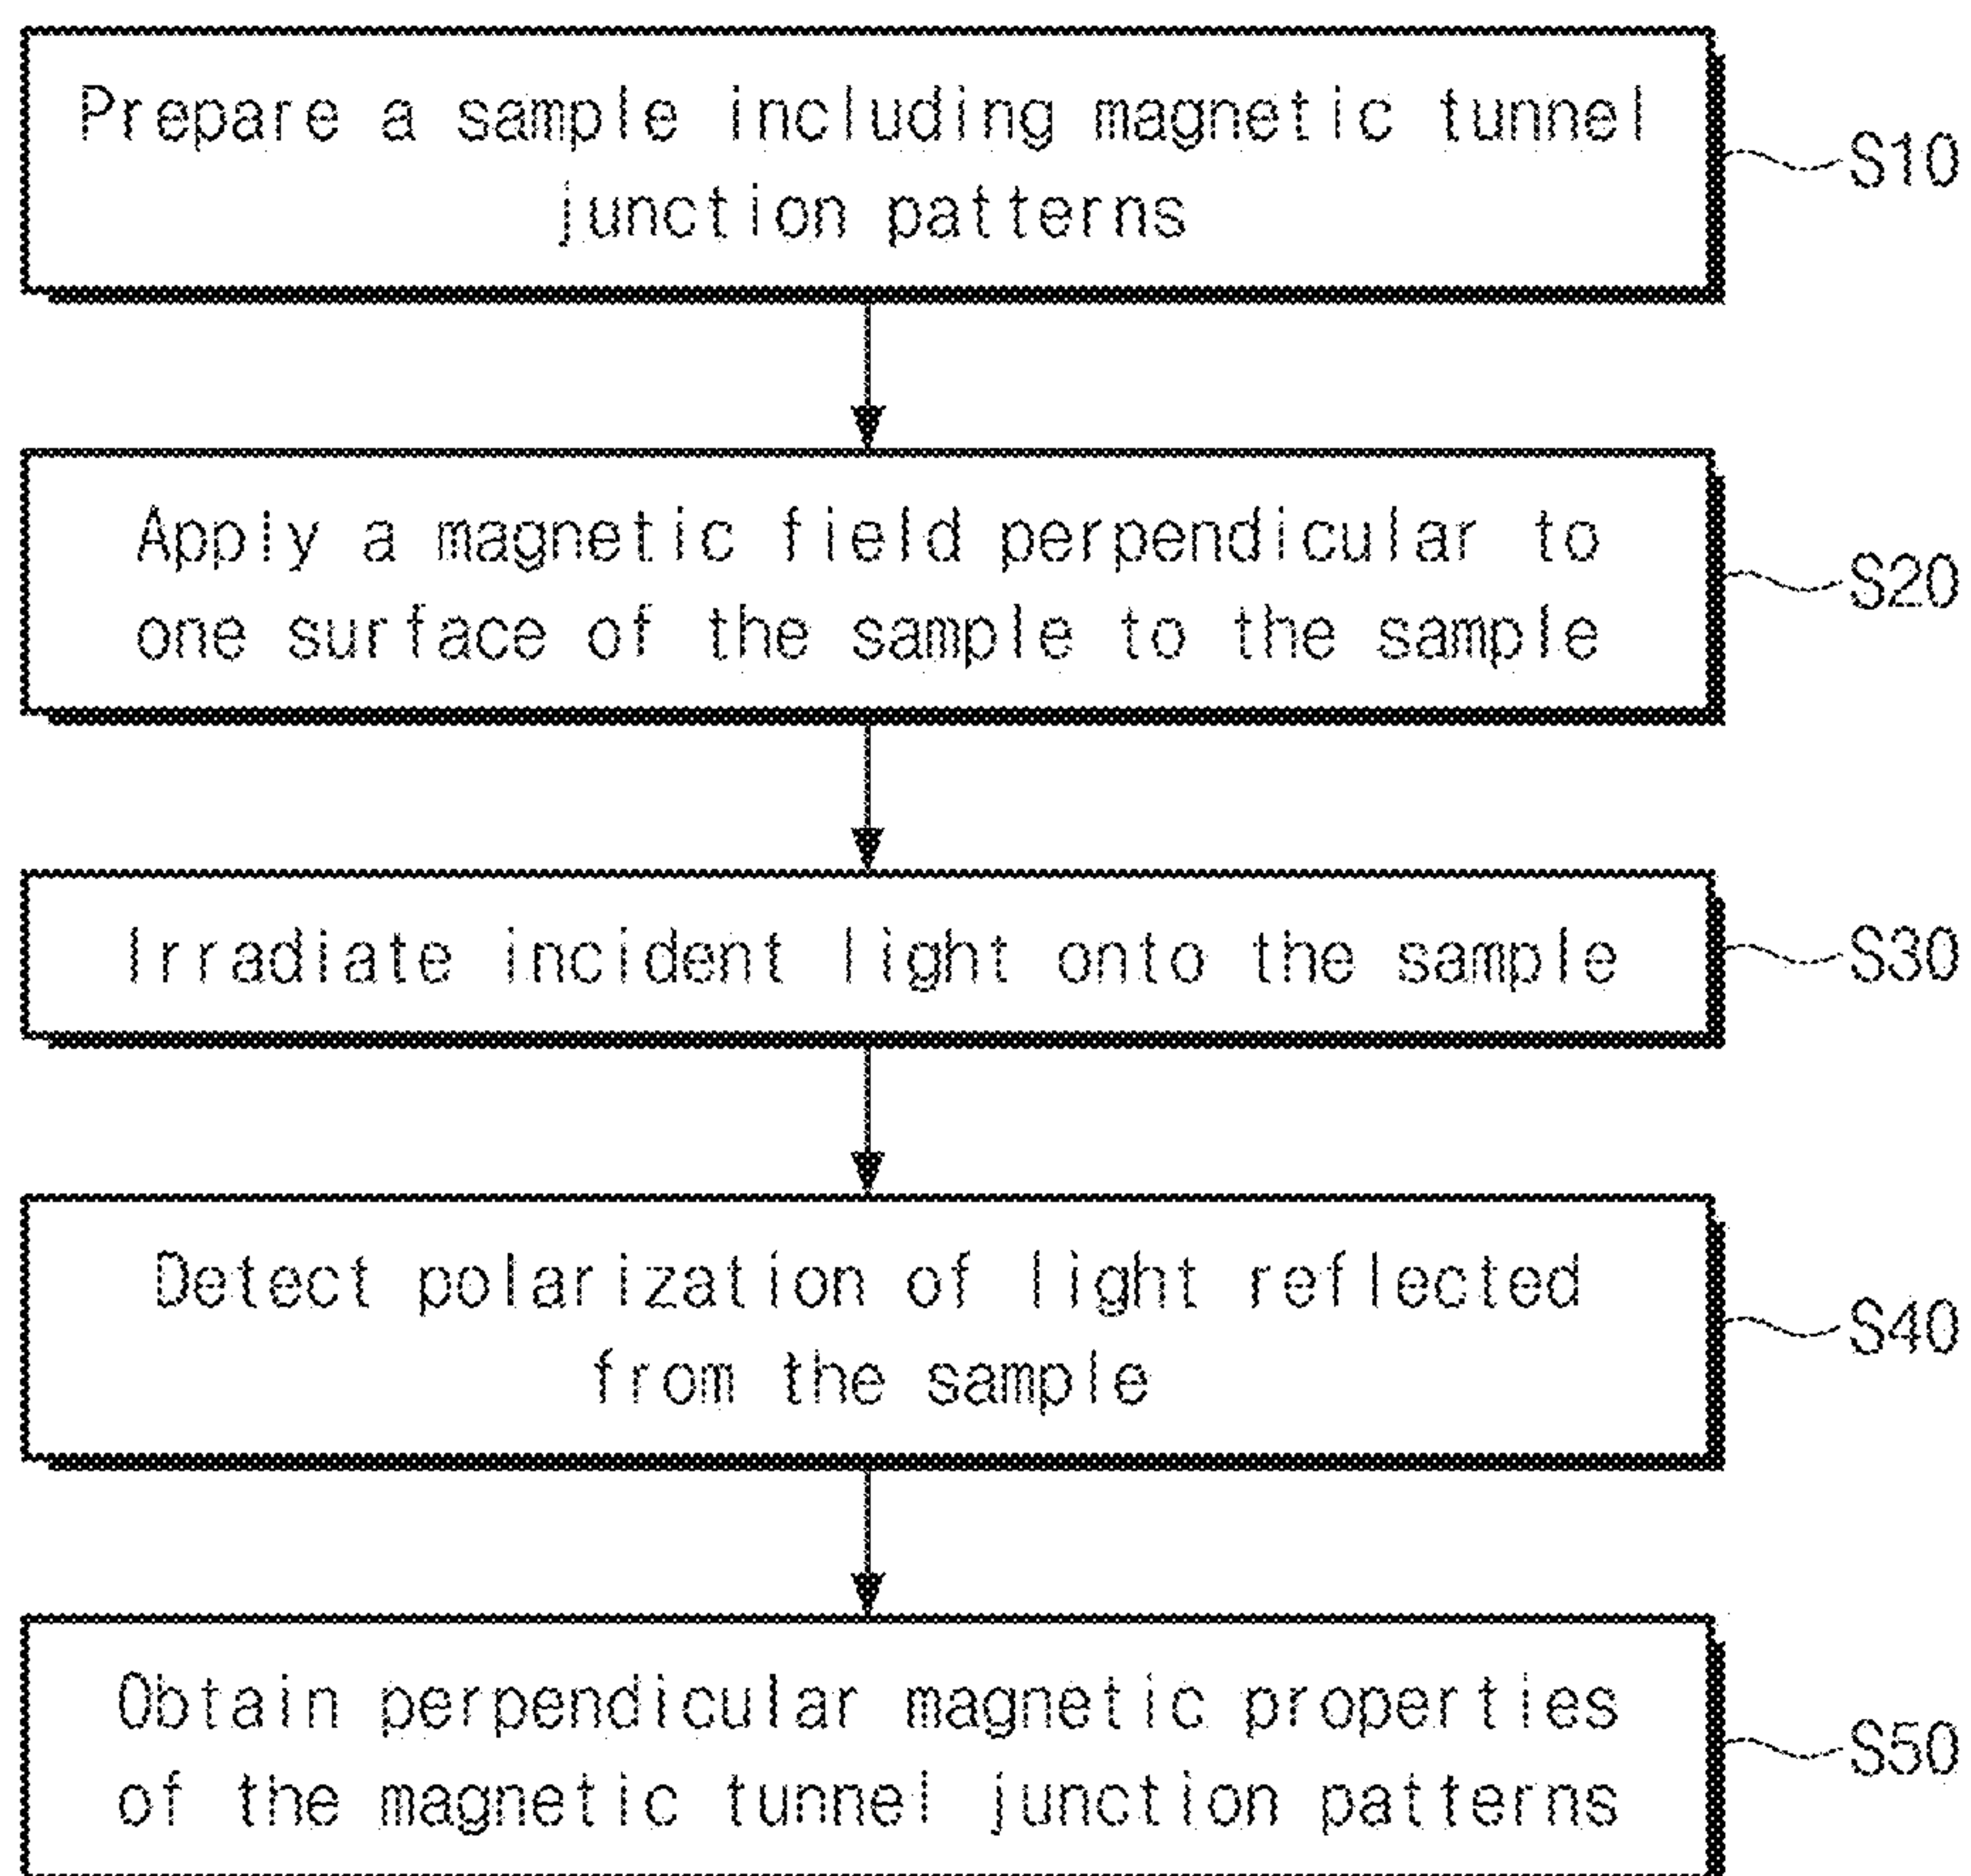 Prepare a sample including magnetic tunnel
junction patterns
S10
Apply a magnetic field perpendicular to
one surface of the sample to the sample
S20
Irradiate incident light onto the sample
S30
Detect polarization of light reflected
from the sample
S40
Obtain perpendicular magnetic properties
of the magnetic tunnel junction patterns
S50